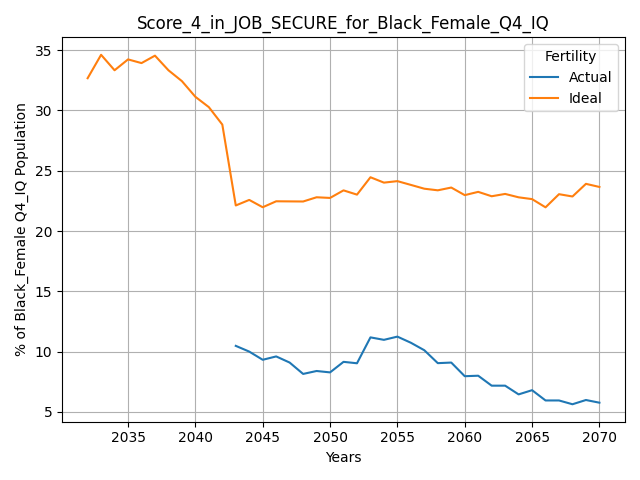 Score_4_in_JOB_SECURE_for_Black_Female_Q4_IQ
% of Black_Female Q4_IQ Population
35
30
25
20
15
10
5
Fertility
Actual
Ideal
2035 2040 2045 2050 2055 2060 2065 2070
Years